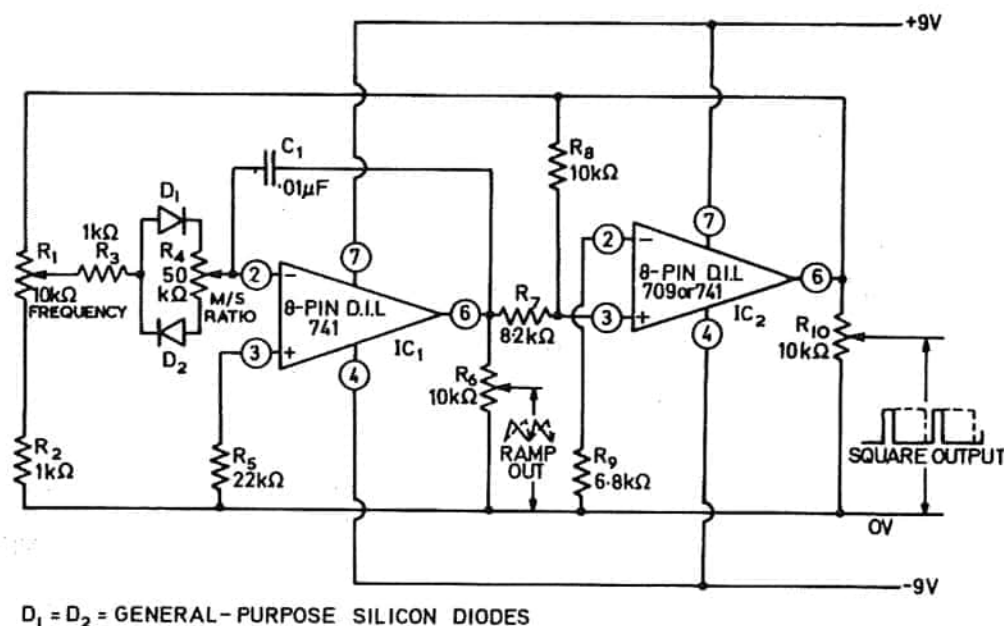 +9V
C1
.01µF
R8
10kΩ
D1
1kΩ
R3
R4
50
kΩ
R1
10kΩ
FREQUENCY
M/S
RATIO
D2
2
-
7
8-PIN D.I.L
741
6
3
+
4
IC1
R7
8·2kΩ
2
-
7
8-PIN D.I.L
709 or 741
6
3
+
4
IC2
R10
10kΩ
R6
10kΩ
RAMP
OUT
SQUARE OUTPUT
R2
1kΩ
R5
22kΩ
R9
6·8kΩ
0V
-9V
D1 = D2 = GENERAL-PURPOSE SILICON DIODES